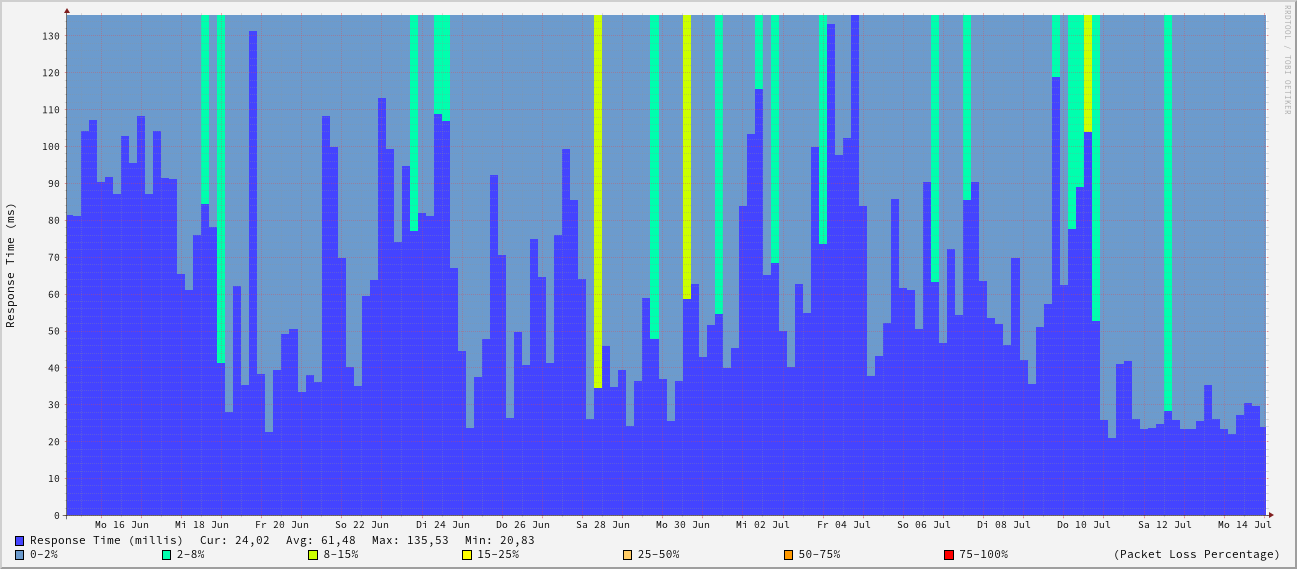 RRDTOOL / TOBI OETIKER
Response Time (ms)
130
120
110
100
90
80
70
60
50
40
30
20
10
0
Mo 16 Jun Mi 18 Jun Fr 20 Jun So 22 Jun Di 24 Jun Do 26 Jun Sa 28 Jun Mo 30 Jun Mi 02 Jul Fr 04 Jul So 06 Jul Di 08 Jul Do 10 Jul Sa 12 Jul Mo 14 Jul
Response Time (millis) Cur: 24,02 Avg: 61,48 Max: 135,53 Min: 20,83
0-2% 2-8% 8-15% 15-25% 25-50% 50-75% 75-100% (Packet Loss Percentage)